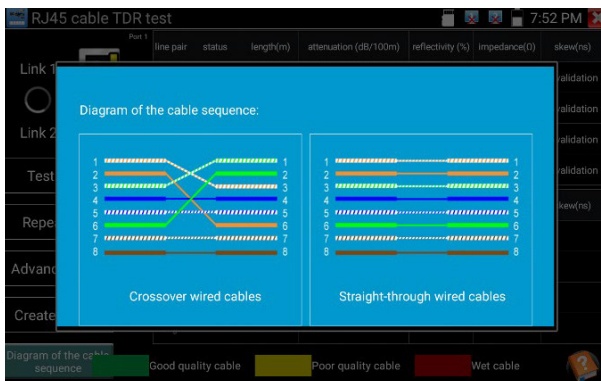 RJ45 cable TDR test
7:52 PM
Port 1
line pair status length(m) attenuation (dB/100m) reflectivity (%) impedance(Ω) skew(ns)
Link 1
validation
Diagram of the cable sequence:
validation
Link 2
validation
1 1 1 1
2 2 2 2
Test
validation
3 3 3 3
4 4 4 4
skew(ns)
5 5 5 5
Repe
6 6 6 6
7 7 7 7
8 8 8 8
Advanc
Crossover wired cables Straight-through wired cables
Create
Diagram of the cable
sequence
Good quality cable Poor quality cable Wet cable
?